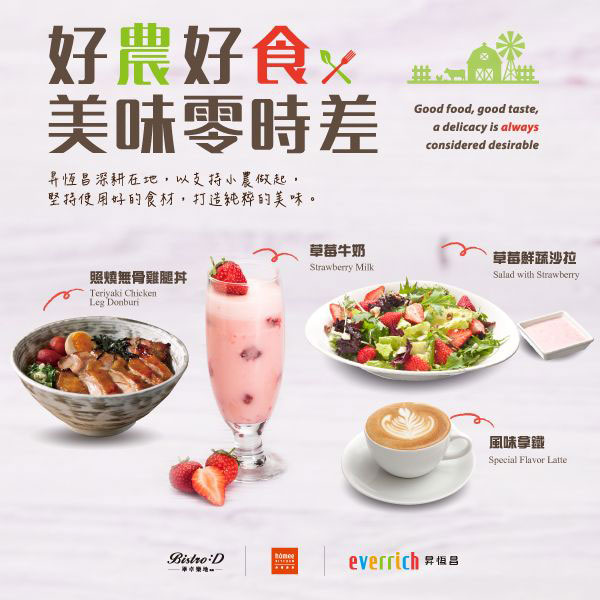 好農好食
美味零時差
Good food, good taste,
a delicacy is always
considered desirable
昇恆昌深耕在地，以支持小農做起，
堅持使用好的食材，打造純粹的美味。
照燒無骨雞腿丼
Teriyaki Chicken
Leg Donburi
草莓牛奶
Strawberry Milk
草莓鮮蔬沙拉
Salad with Strawberry
風味拿鐵
Special Flavor Latte
Bistro:D
homee
KITCHEN
everrich 昇恆昌